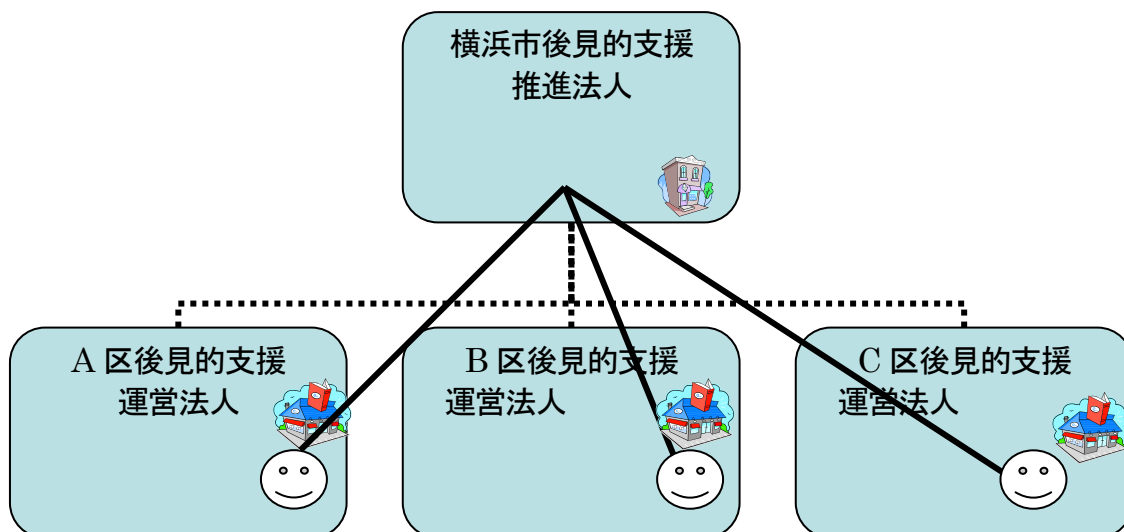 横浜市後見的支援
推進法人
A 区後見的支援
運営法人
B 区後見的支援
運営法人
C 区後見的支援
運営法人